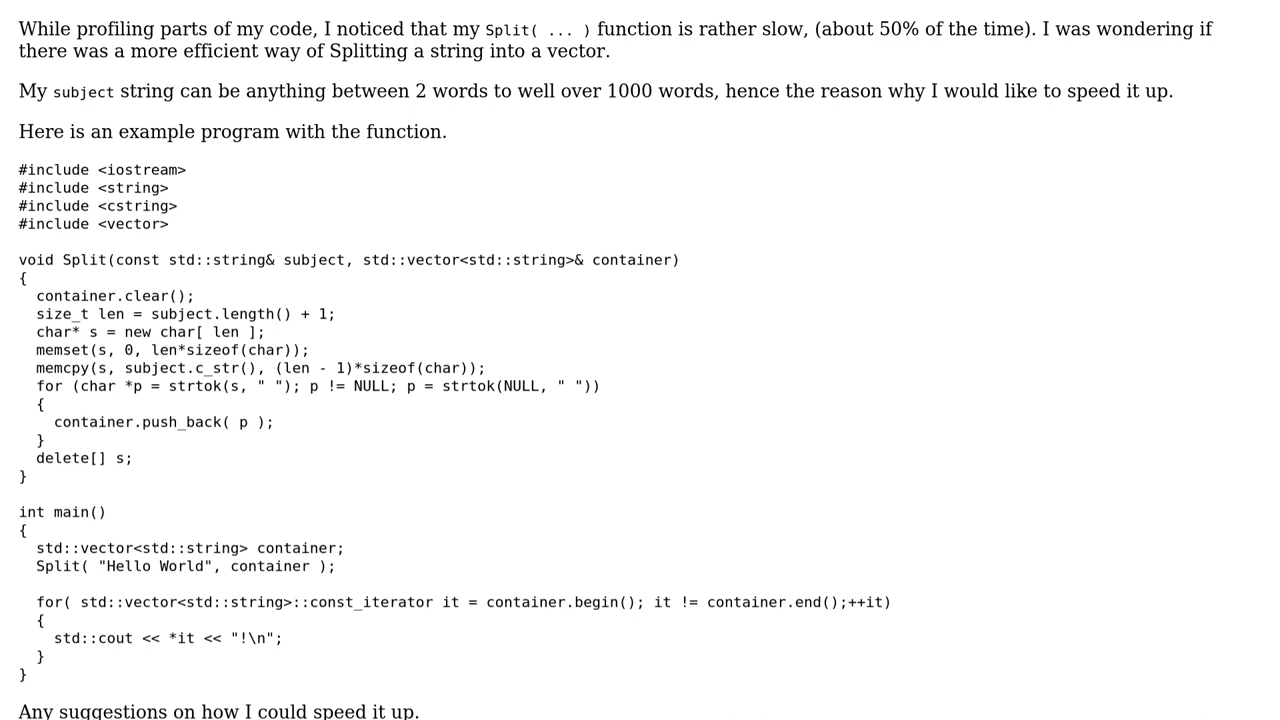 While profiling parts of my code, I noticed that my Split( ... ) function is rather slow, (about 50% of the time). I was wondering if
there was a more efficient way of Splitting a string into a vector.
My subject string can be anything between 2 words to well over 1000 words, hence the reason why I would like to speed it up.
Here is an example program with the function.
#include <iostream>
#include <string>
#include <cstring>
#include <vector>
void Split(const std::string& subject, std::vector<std::string>& container)
{
  container.clear();
  size_t len = subject.length() + 1;
  char* s = new char[ len ];
  memset(s, 0, len*sizeof(char));
  memcpy(s, subject.c_str(), (len - 1)*sizeof(char));
  for (char *p = strtok(s, " "); p != NULL; p = strtok(NULL, " "))
  {
    container.push_back( p );
  }
  delete[] s;
}
int main()
{
  std::vector<std::string> container;
  Split( "Hello World", container );
  for( std::vector<std::string>::const_iterator it = container.begin(); it != container.end();++it)
  {
    std::cout << *it << "!\n";
  }
}
Any suggestions on how I could speed it up.